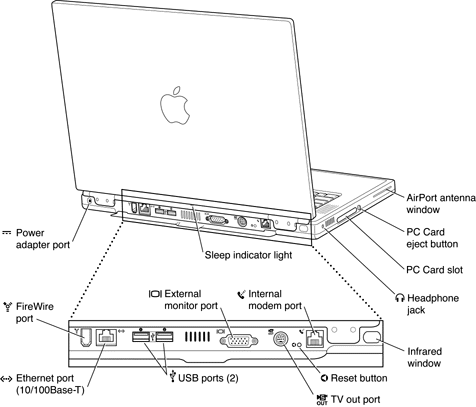 AirPort antenna
window
PC Card
eject button
Power
adapter port
Sleep indicator light
PC Card slot
External
monitor port
Internal
modem port
Headphone
jack
FireWire
port
Infrared
window
Ethernet port
(10/100Base-T)
USB ports (2)
Reset button
OUT
TV out port